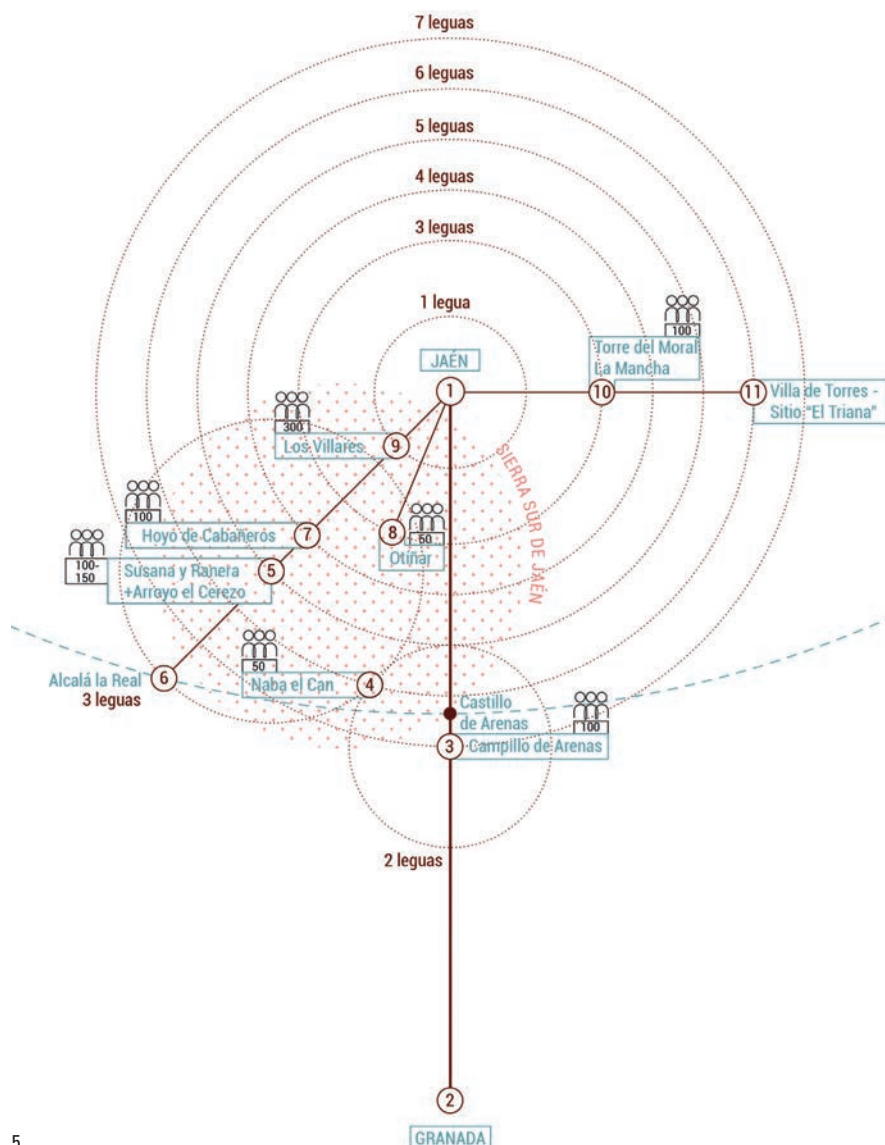 7 leguas
6 leguas
5 leguas
4 leguas
3 leguas
1 legua
JAÉN
1
100
Torre del Moral
La Mancha
10
11
Villa de Torres -
Sitio "El Triana"
300
Los Villares
9
SIERRA SUR DE JAÉN
100
Hoyo de Cabañeros
7
8
50
Otiñar
100-
150
Susana y Ranera
+Arroyo el Cerezo
5
Alcalá la Real
3 leguas
6
50
Naba el Can
4
Castillo
de Arenas
100
3
Campillo de Arenas
2 leguas
2
GRANADA
5